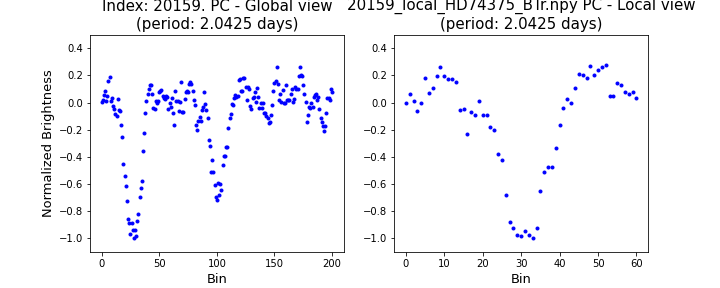 Index: 20159. PC - Global view
(period: 2.0425 days)
20159_local_HD74375_B1fr.npy PC - Local view
(period: 2.0425 days)
Normalized Brightness
0.4
0.2
0.0
−0.2
−0.4
−0.6
−0.8
−1.0
0 50 100 150 200
Bin
0.4
0.2
0.0
−0.2
−0.4
−0.6
−0.8
−1.0
0 10 20 30 40 50 60
Bin